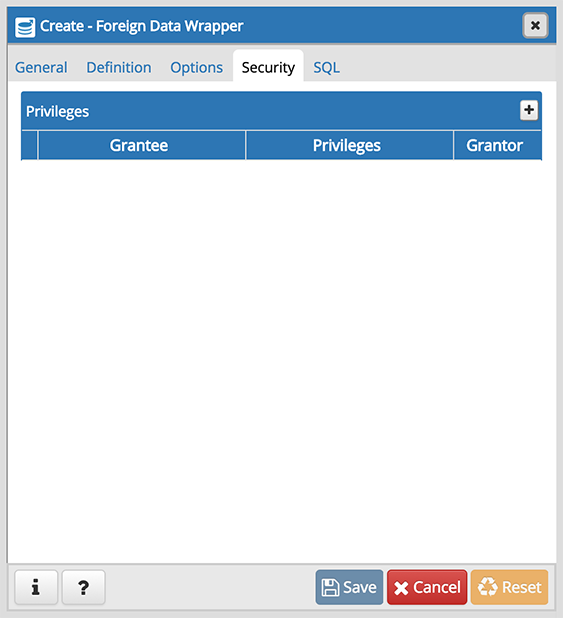 Create - Foreign Data Wrapper
General Definition Options Security SQL
Privileges
Grantee Privileges Grantor
i ? Save Cancel Reset